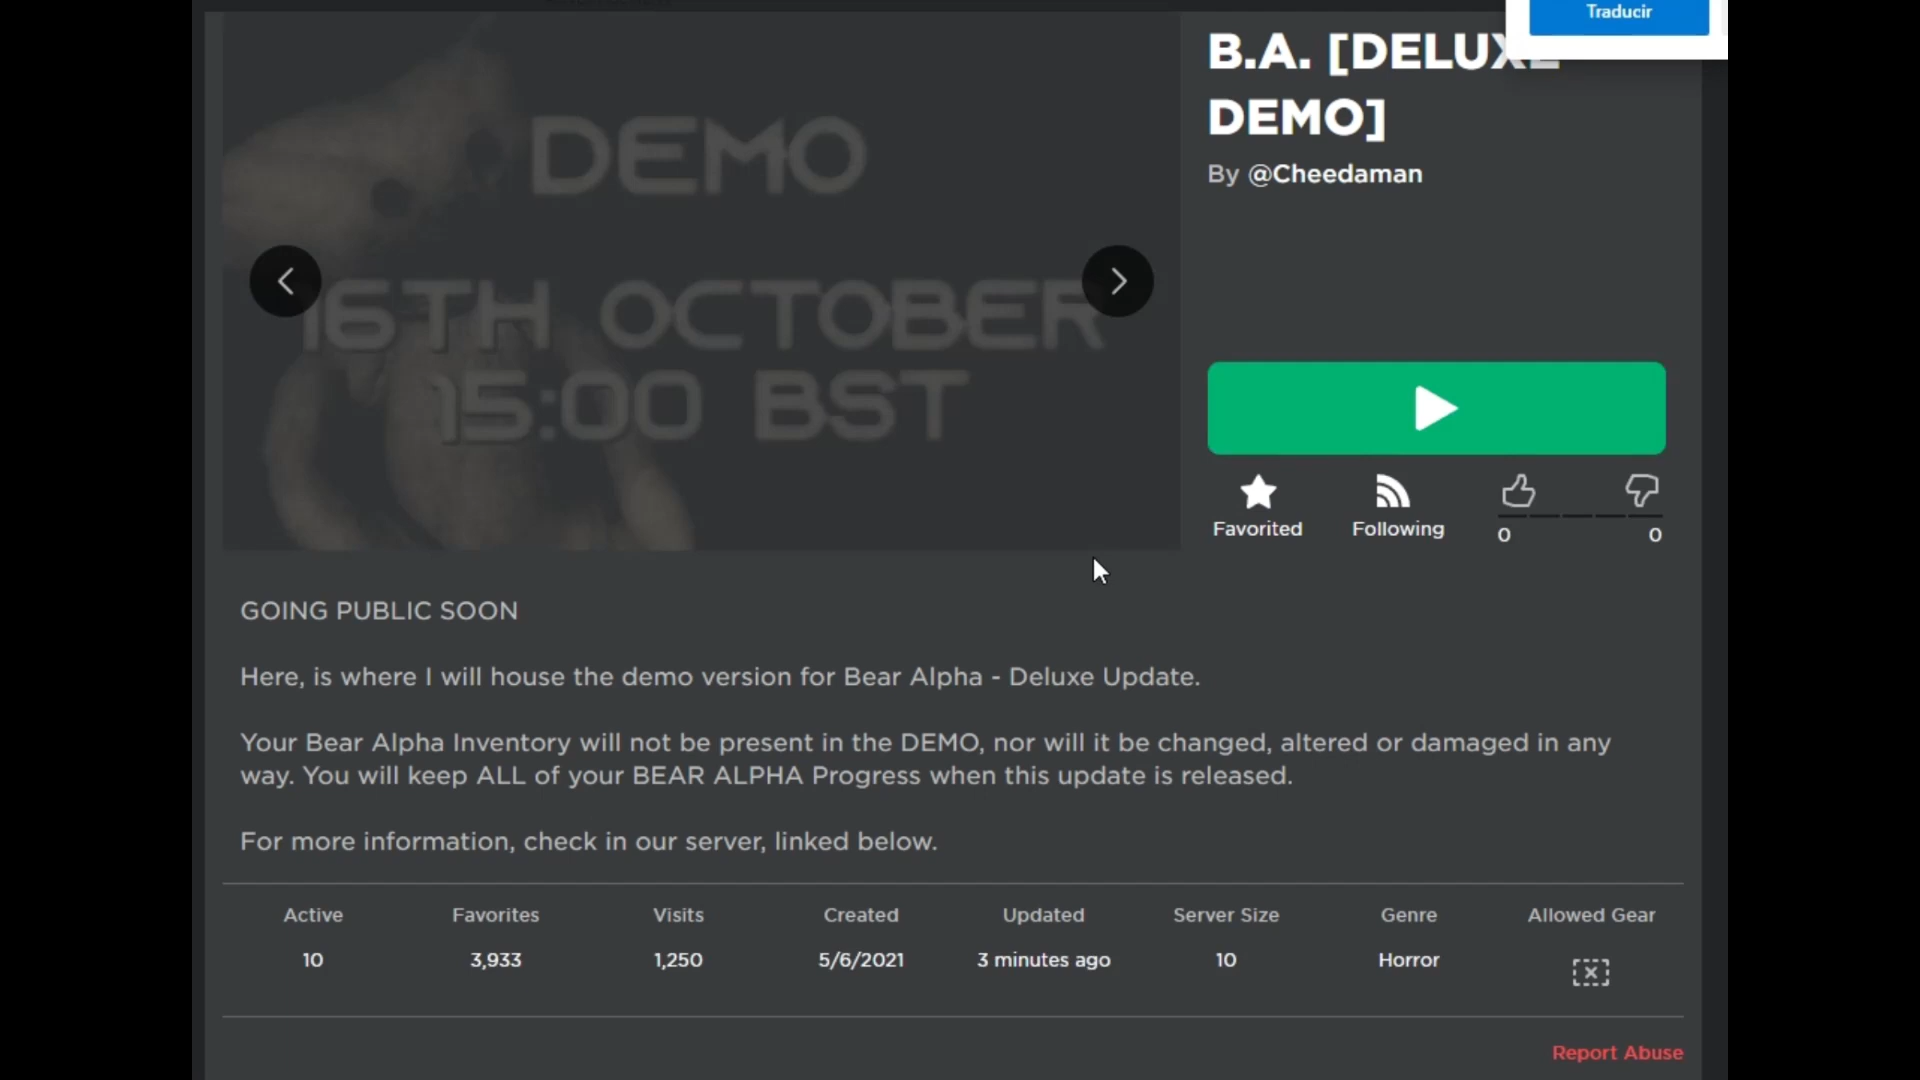 Traducir
B.A. [DELUXE
DEMO]
By @Cheedaman
DEMO
16TH OCTOBER
15:00 BST
Favorited
Following
0
0
GOING PUBLIC SOON
Here, is where I will house the demo version for Bear Alpha - Deluxe Update.
Your Bear Alpha Inventory will not be present in the DEMO, nor will it be changed, altered or damaged in any
way. You will keep ALL of your BEAR ALPHA Progress when this update is released.
For more information, check in our server, linked below.
Active Favorites Visits Created Updated Server Size Genre Allowed Gear
10 3,933 1,250 5/6/2021 3 minutes ago 10 Horror
Report Abuse